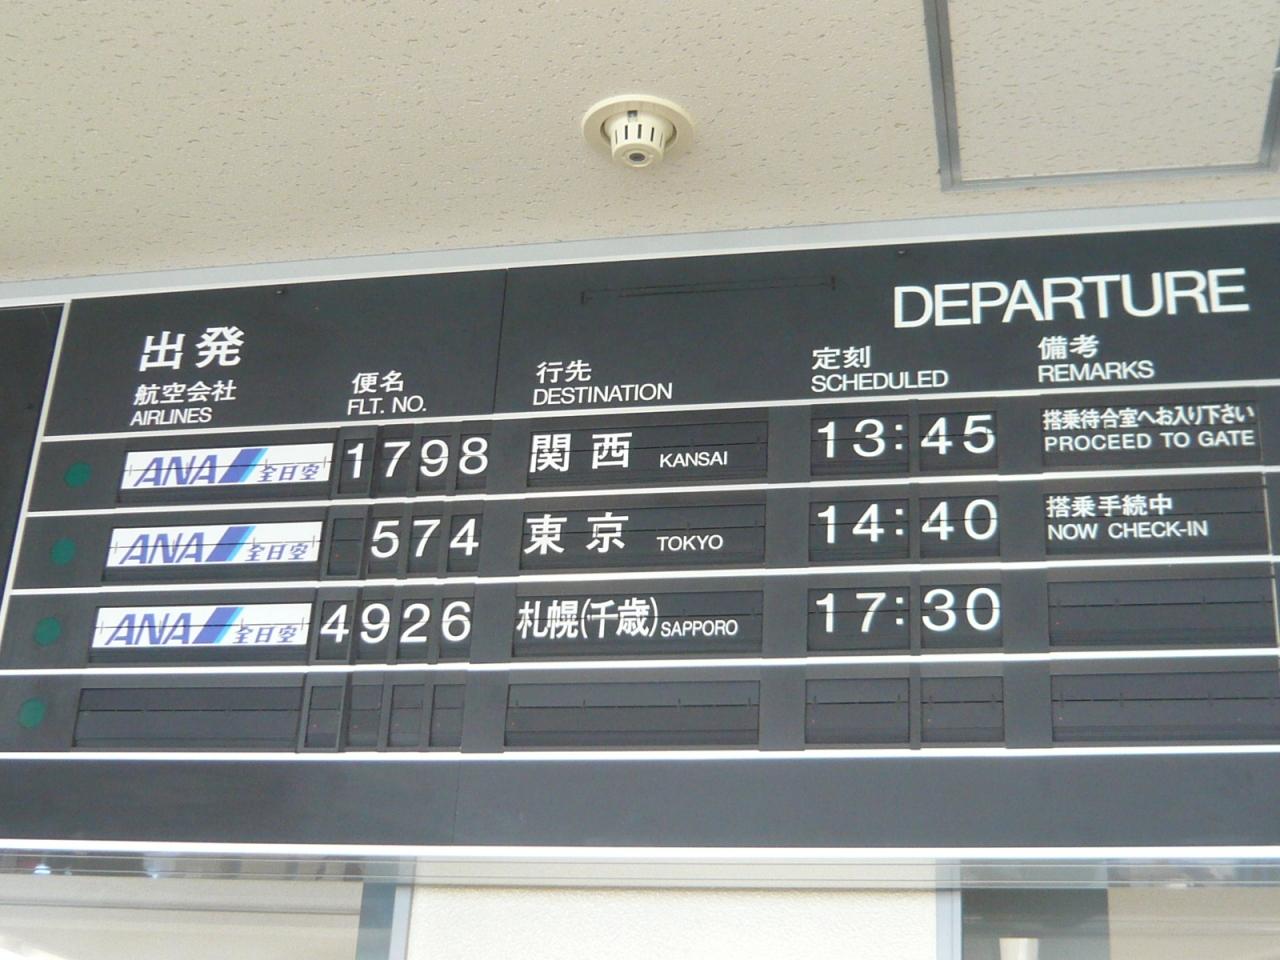 出発 DEPARTURE
航空会社 便名 行先 定刻 備考
AIRLINES FLT. NO. DESTINATION SCHEDULED REMARKS
ANA 全日空 1798 関西 KANSAI 13:45 搭乗待合室へお入り下さい
PROCEED TO GATE
ANA 全日空 574 東京 TOKYO 14:40 搭乗手続中
NOW CHECK-IN
ANA 全日空 4926 札幌(千歳) SAPPORO 17:30